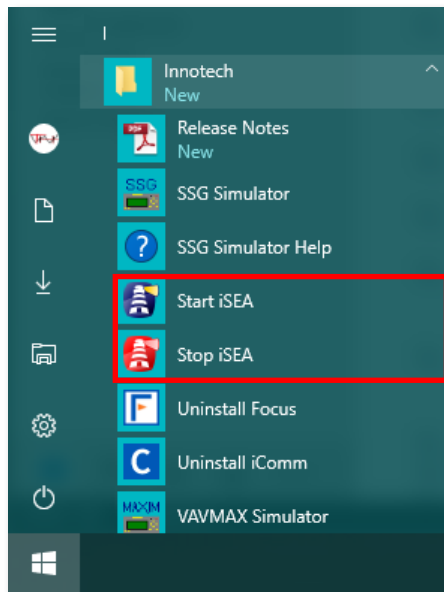 I
Innotech
New
Release Notes
New
SSG Simulator
SSG Simulator Help
Start iSEA
Stop iSEA
Uninstall Focus
Uninstall iComm
VAVMAX Simulator